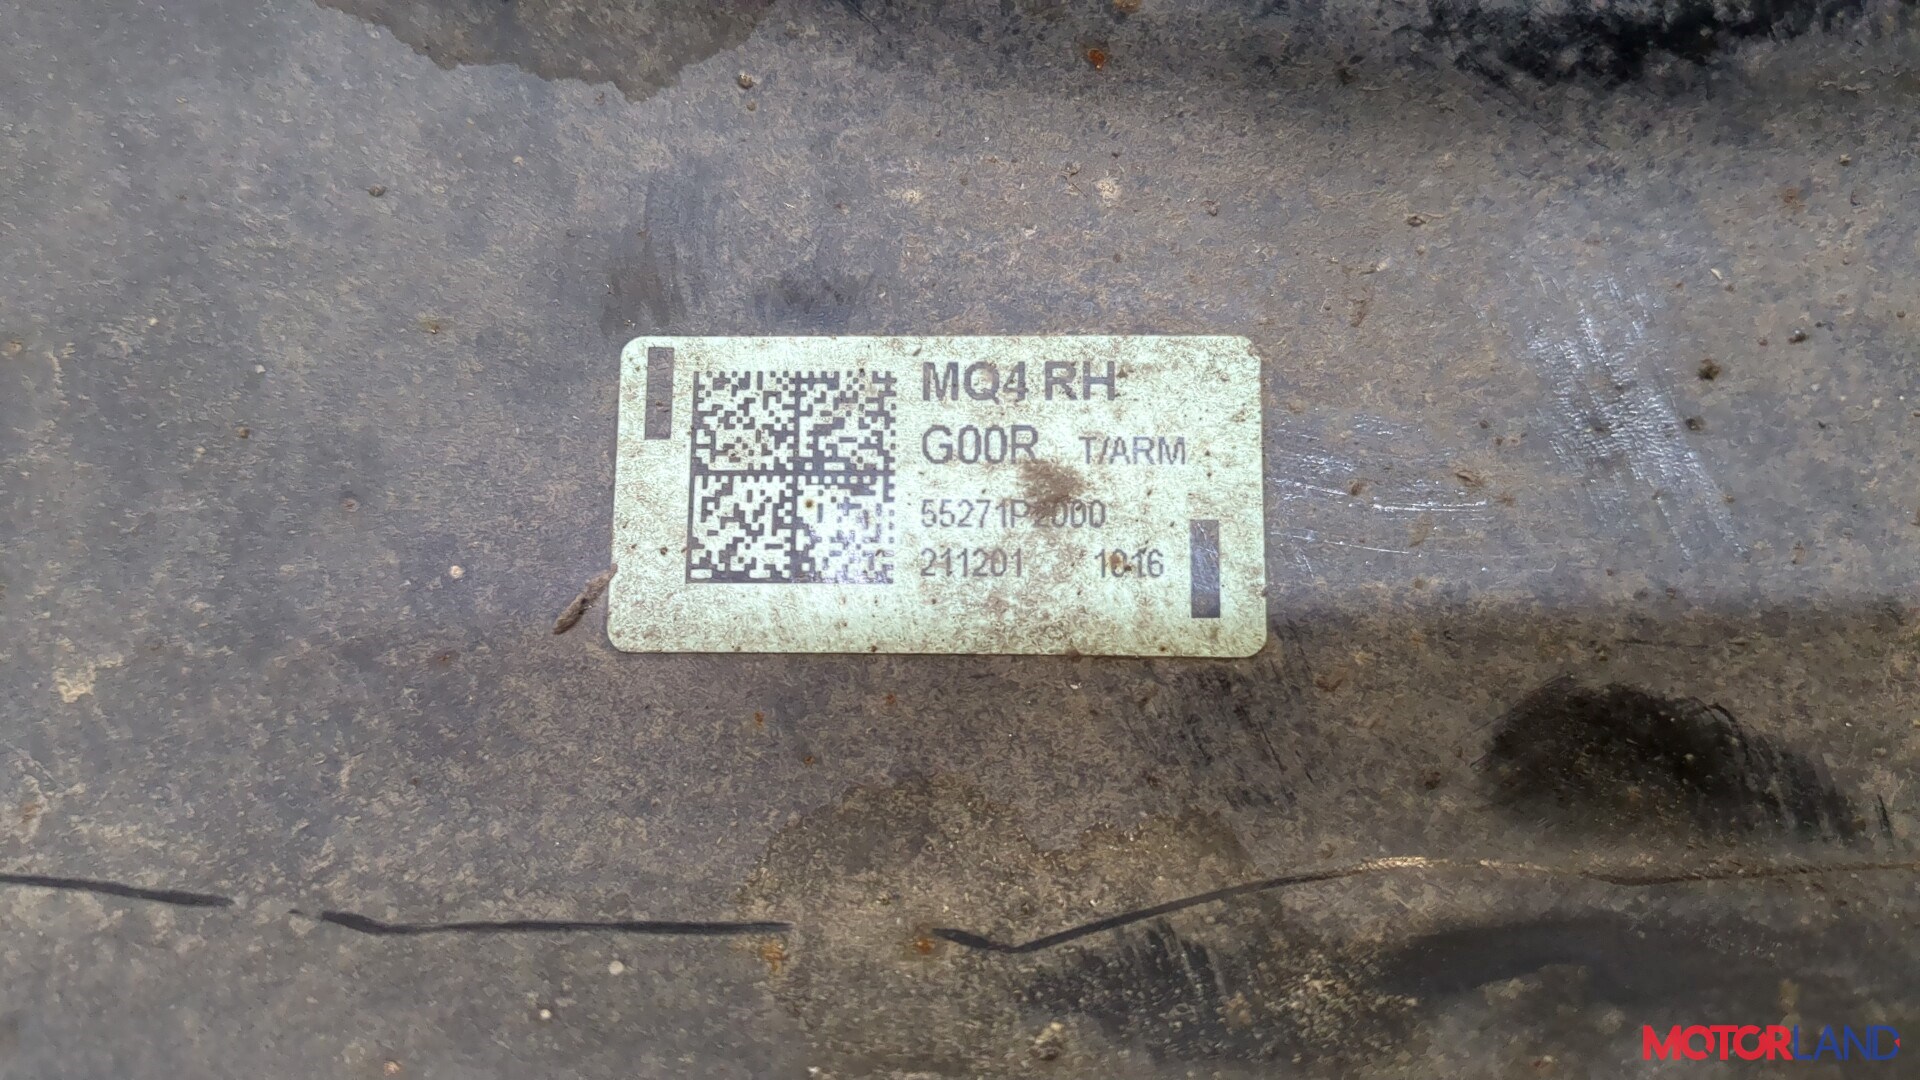 MQ4 RH
G00R T/ARM
55271P2000
211201 1016
MOTORLAND